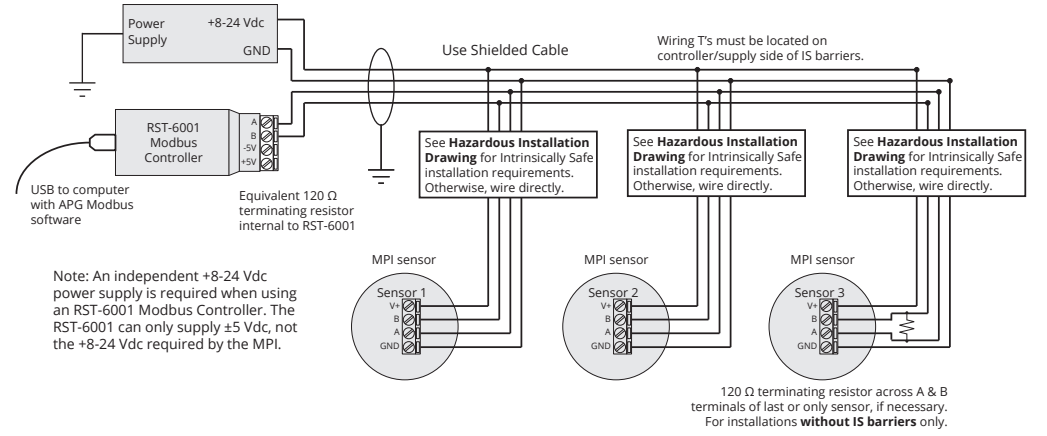 Power
Supply
+8-24 Vdc
GND
Use Shielded Cable
Wiring T's must be located on
controller/supply side of IS barriers.
RST-6001
Modbus
Controller
A
B
-5V
+5V
USB to computer
with APG Modbus
software
Equivalent 120 Ω
terminating resistor
internal to RST-6001
See Hazardous Installation
Drawing for Intrinsically Safe
installation requirements.
Otherwise, wire directly.
See Hazardous Installation
Drawing for Intrinsically Safe
installation requirements.
Otherwise, wire directly.
See Hazardous Installation
Drawing for Intrinsically Safe
installation requirements.
Otherwise, wire directly.
Note: An independent +8-24 Vdc
power supply is required when using
an RST-6001 Modbus Controller. The
RST-6001 can only supply ±5 Vdc, not
the +8-24 Vdc required by the MPI.
MPI sensor
Sensor 1
V+
B
A
GND
MPI sensor
Sensor 2
V+
B
A
GND
MPI sensor
Sensor 3
V+
B
A
GND
120 Ω terminating resistor across A & B
terminals of last or only sensor, if necessary.
For installations without IS barriers only.